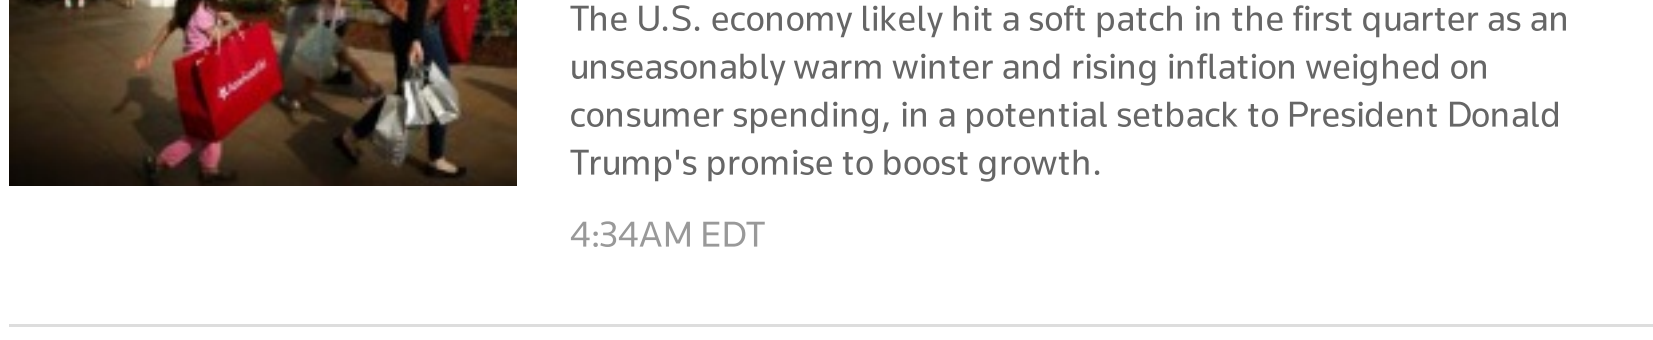 The U.S. economy likely hit a soft patch in the first quarter as an
unseasonably warm winter and rising inflation weighed on
consumer spending, in a potential setback to President Donald
Trump's promise to boost growth.
4:34AM EDT